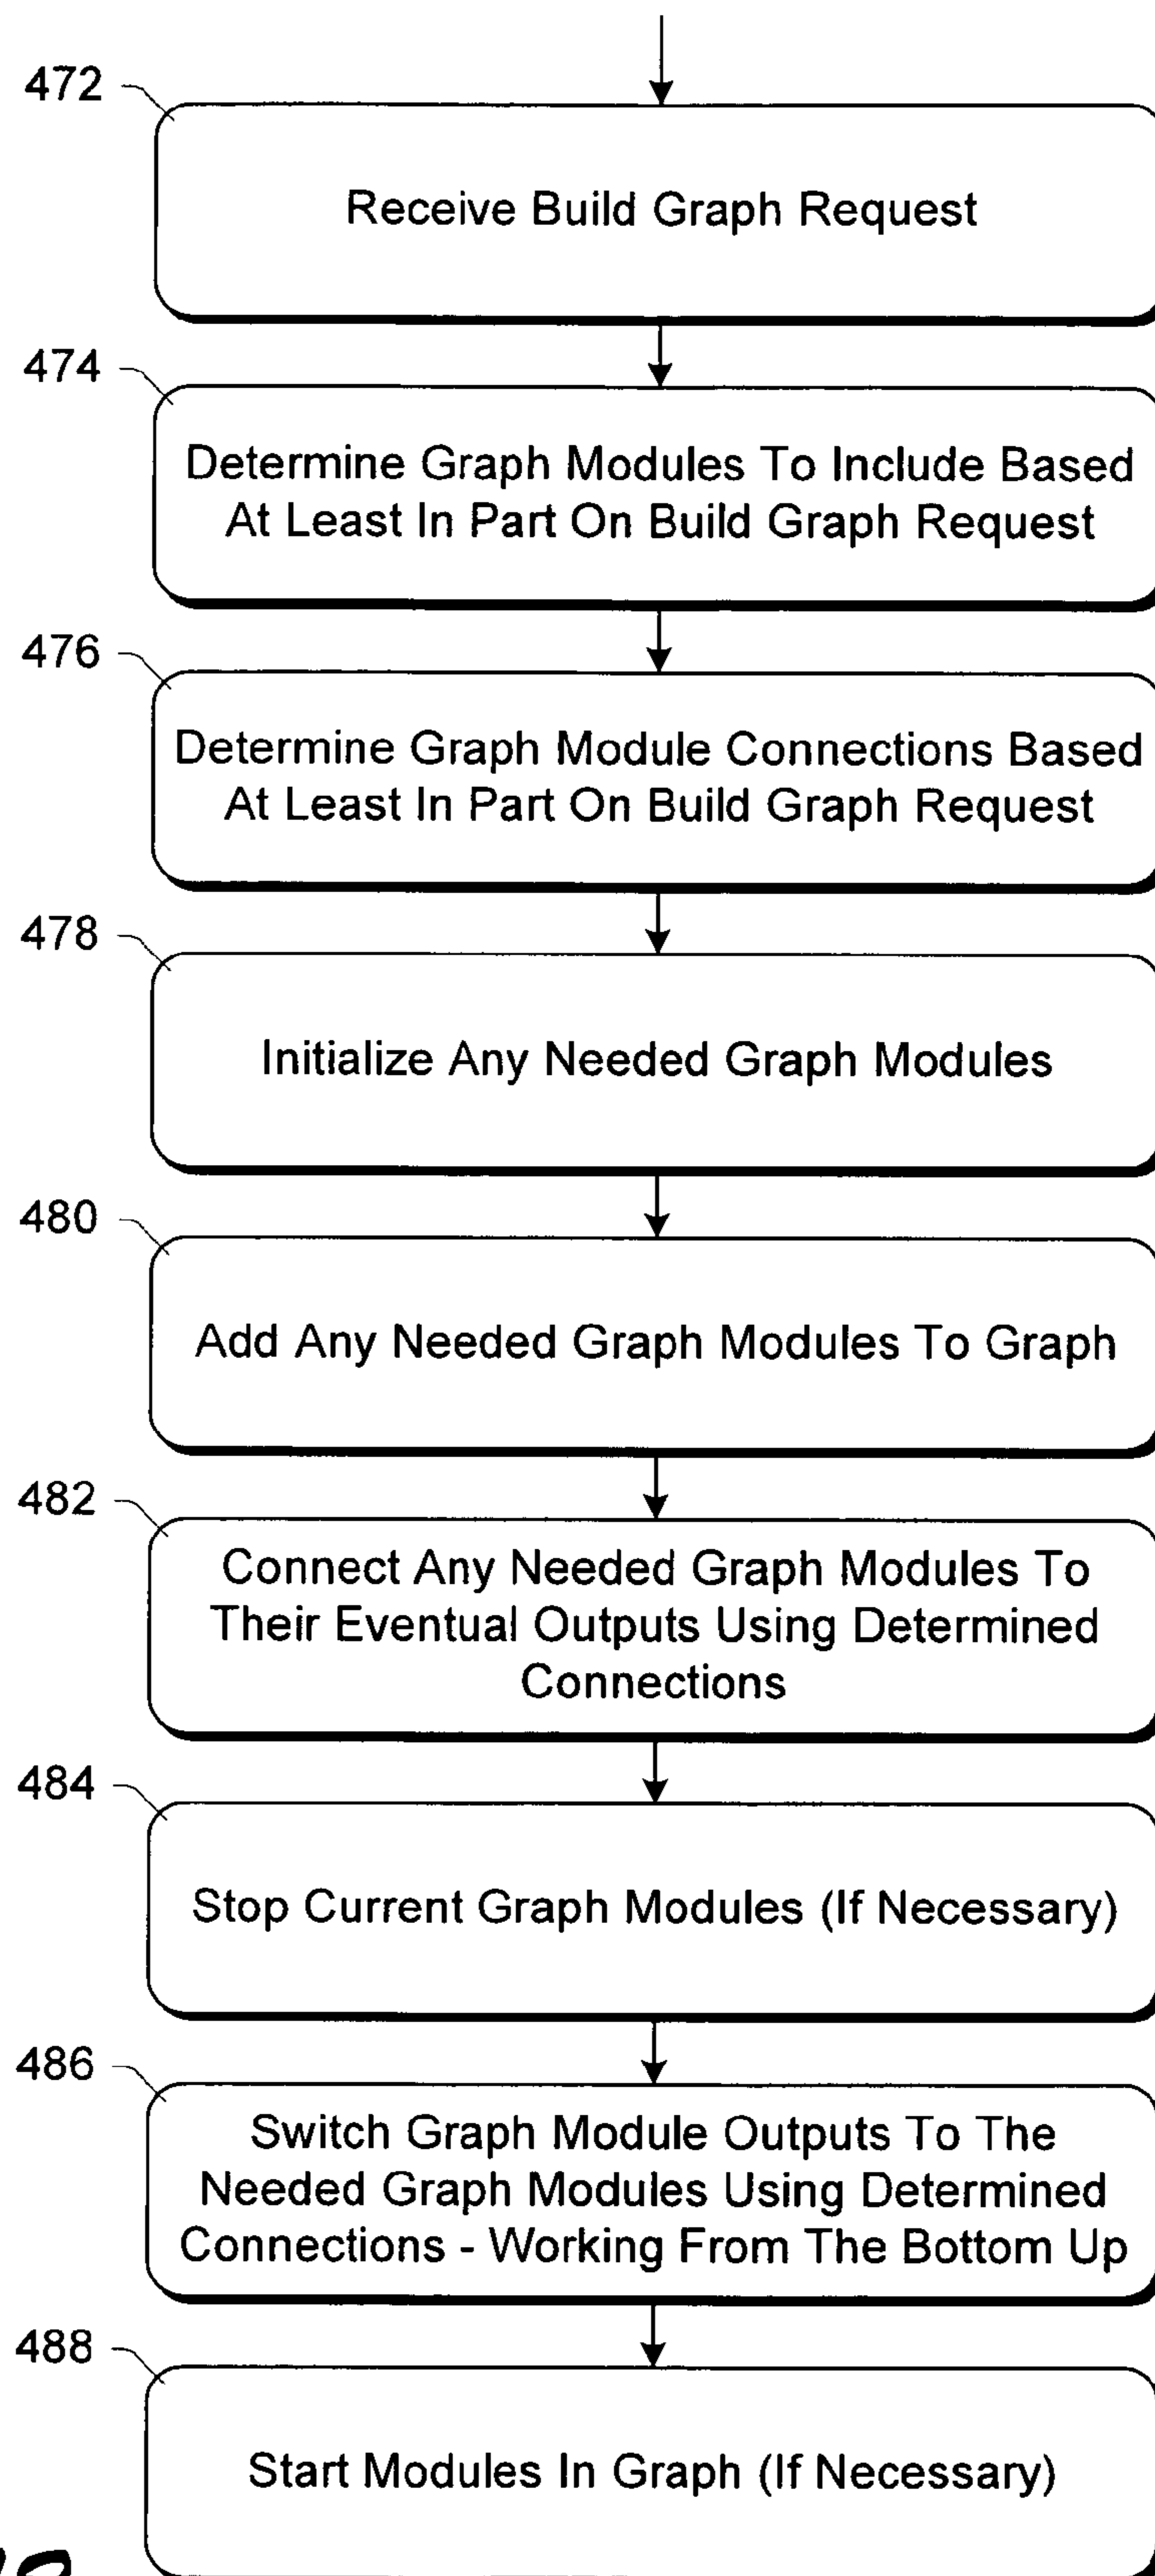 472
Receive Build Graph Request
474
Determine Graph Modules To Include Based
At Least In Part On Build Graph Request
476
Determine Graph Module Connections Based
At Least In Part On Build Graph Request
478
Initialize Any Needed Graph Modules
480
Add Any Needed Graph Modules To Graph
482
Connect Any Needed Graph Modules To
Their Eventual Outputs Using Determined
Connections
484
Stop Current Graph Modules (If Necessary)
486
Switch Graph Module Outputs To The
Needed Graph Modules Using Determined
Connections - Working From The Bottom Up
488
Start Modules In Graph (If Necessary)